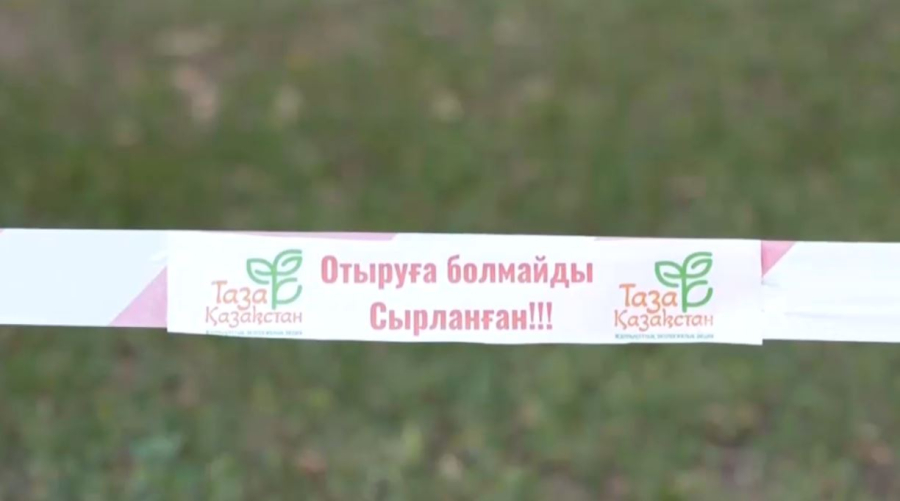 Отыруға болмайды
Сырланған!!!
Таза
Қазақстан
Таза
Қазақстан